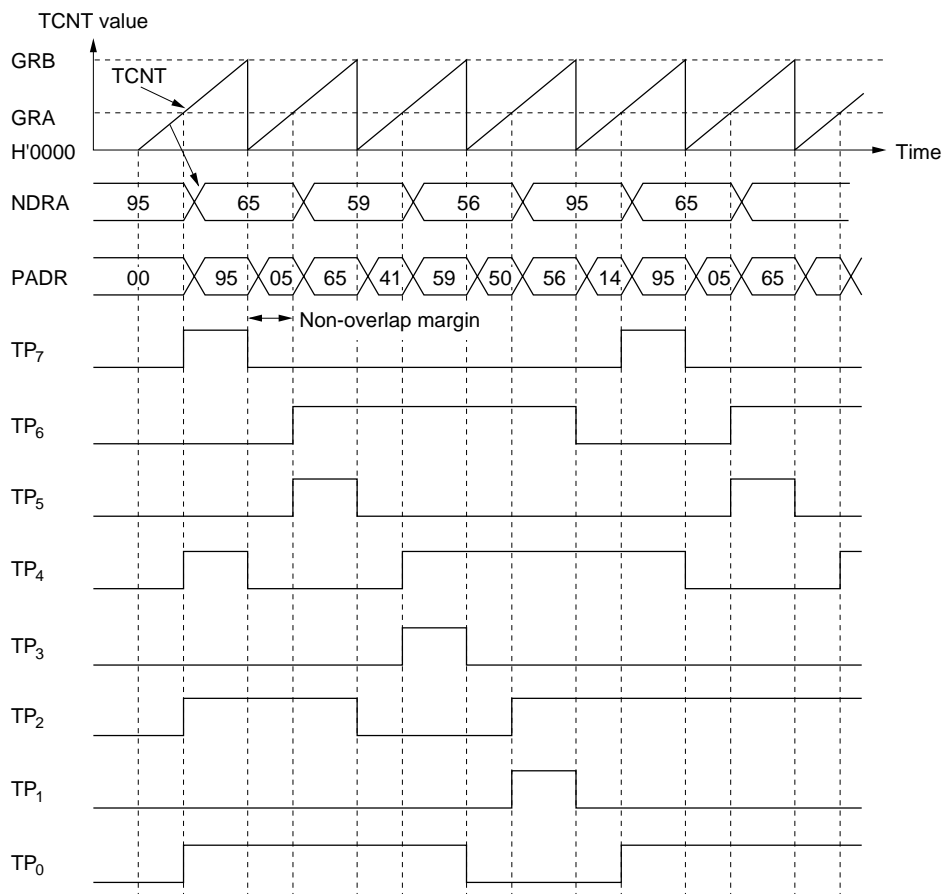 TCNT value
GRB
TCNT
GRA
H'0000
Time
NDRA 95 65 59 56 95 65
PADR 00 95 05 65 41 59 50 56 14 95 05 65
Non-overlap margin
TP7
TP6
TP5
TP4
TP3
TP2
TP1
TP0